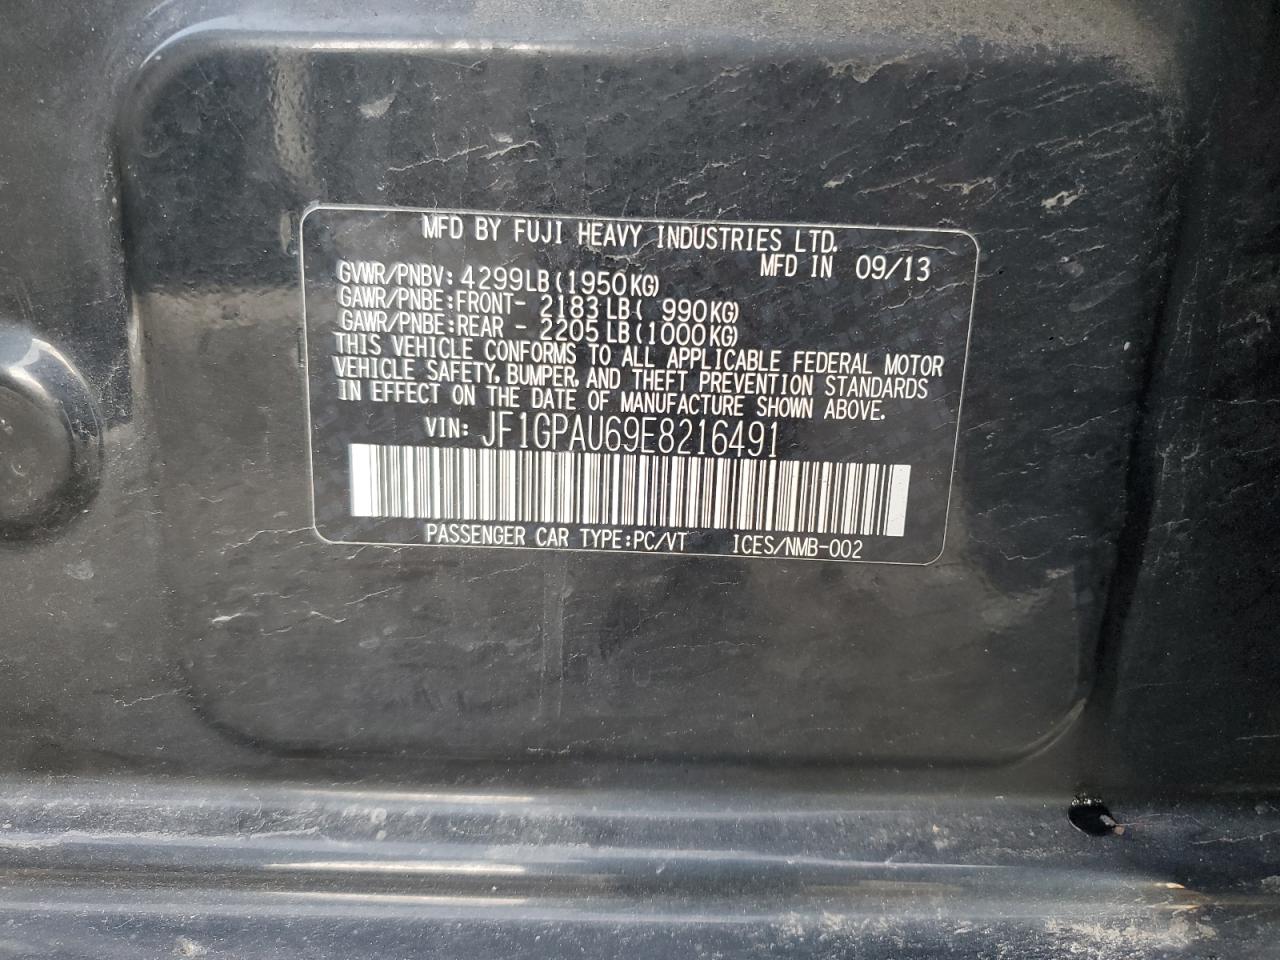 MFD BY FUJI HEAVY INDUSTRIES LTD.
MFD IN 09/13
GVWR/PNBV: 4299LB(1950KG)
GAWR/PNBE:FRONT- 2183LB( 990KG)
GAWR/PNBE:REAR - 2205LB(1000KG)
THIS VEHICLE CONFORMS TO ALL APPLICABLE FEDERAL MOTOR
VEHICLE SAFETY, BUMPER, AND THEFT PREVENTION STANDARDS
IN EFFECT ON THE DATE OF MANUFACTURE SHOWN ABOVE.
VIN: JF1GPAU69E8216491
PASSENGER CAR TYPE:PC/VT ICES/NMB-002